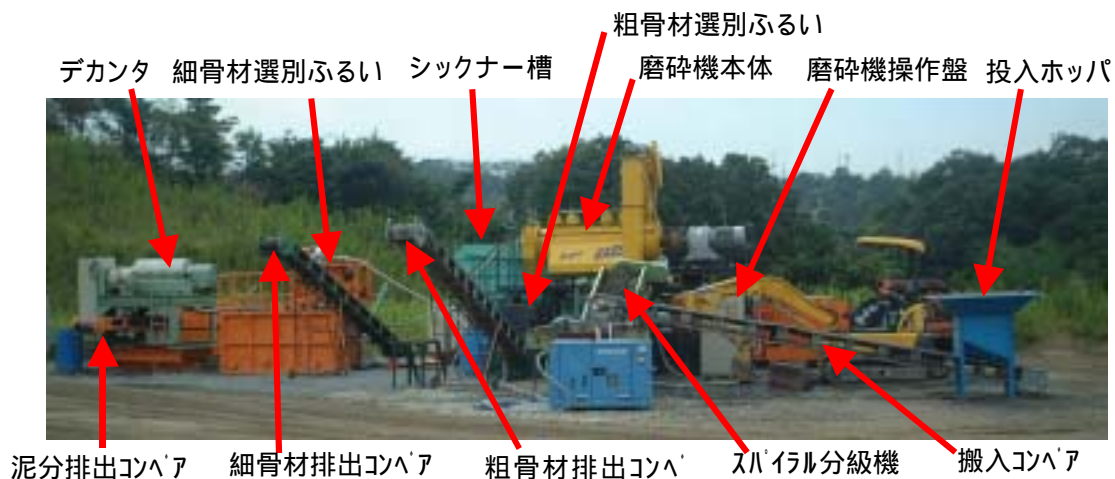 粗骨材選別ふるい
デカンタ 細骨材選別ふるい シックナー槽 磨砕機本体 磨砕機操作盤 投入ホッパ
泥分排出ｺﾝﾍﾞｱ 細骨材排出ｺﾝﾍﾞｱ 粗骨材排出ｺﾝﾍﾞ ｽﾊﾟｲﾗﾙ分級機 搬入ｺﾝﾍﾞｱ